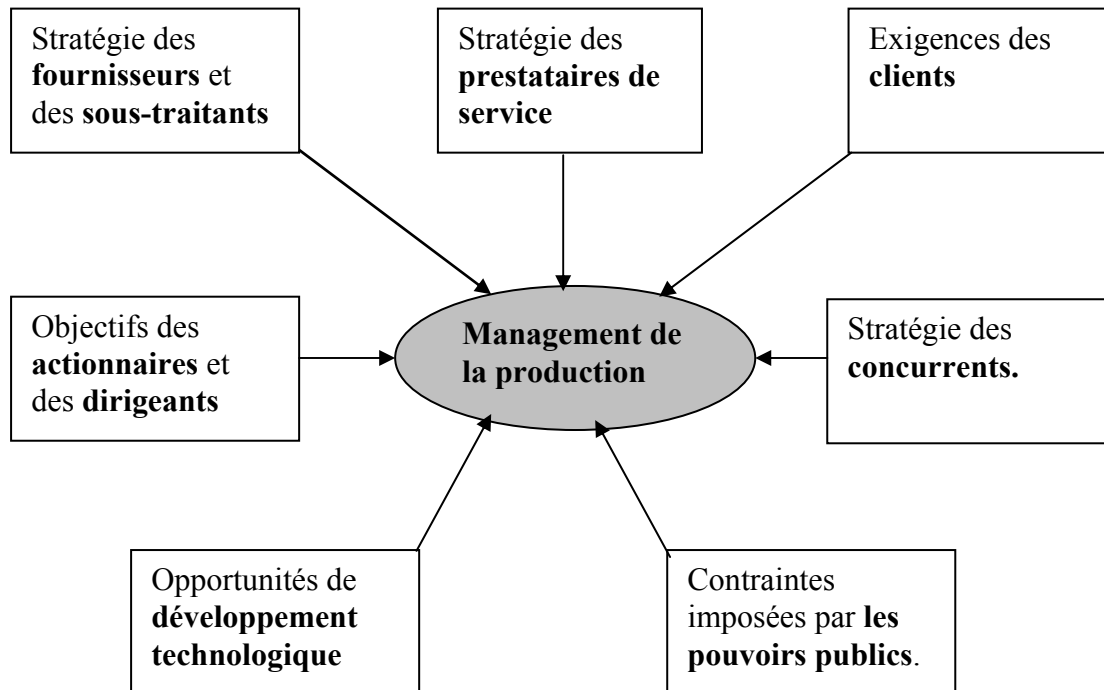 Stratégie des
fournisseurs et
des sous-traitants
Stratégie des
prestataires de
service
Exigences des
clients
Objectifs des
actionnaires et
des dirigeants
Management de
la production
Stratégie des
concurrents.
Opportunités de
développement
technologique
Contraintes
imposées par les
pouvoirs publics.